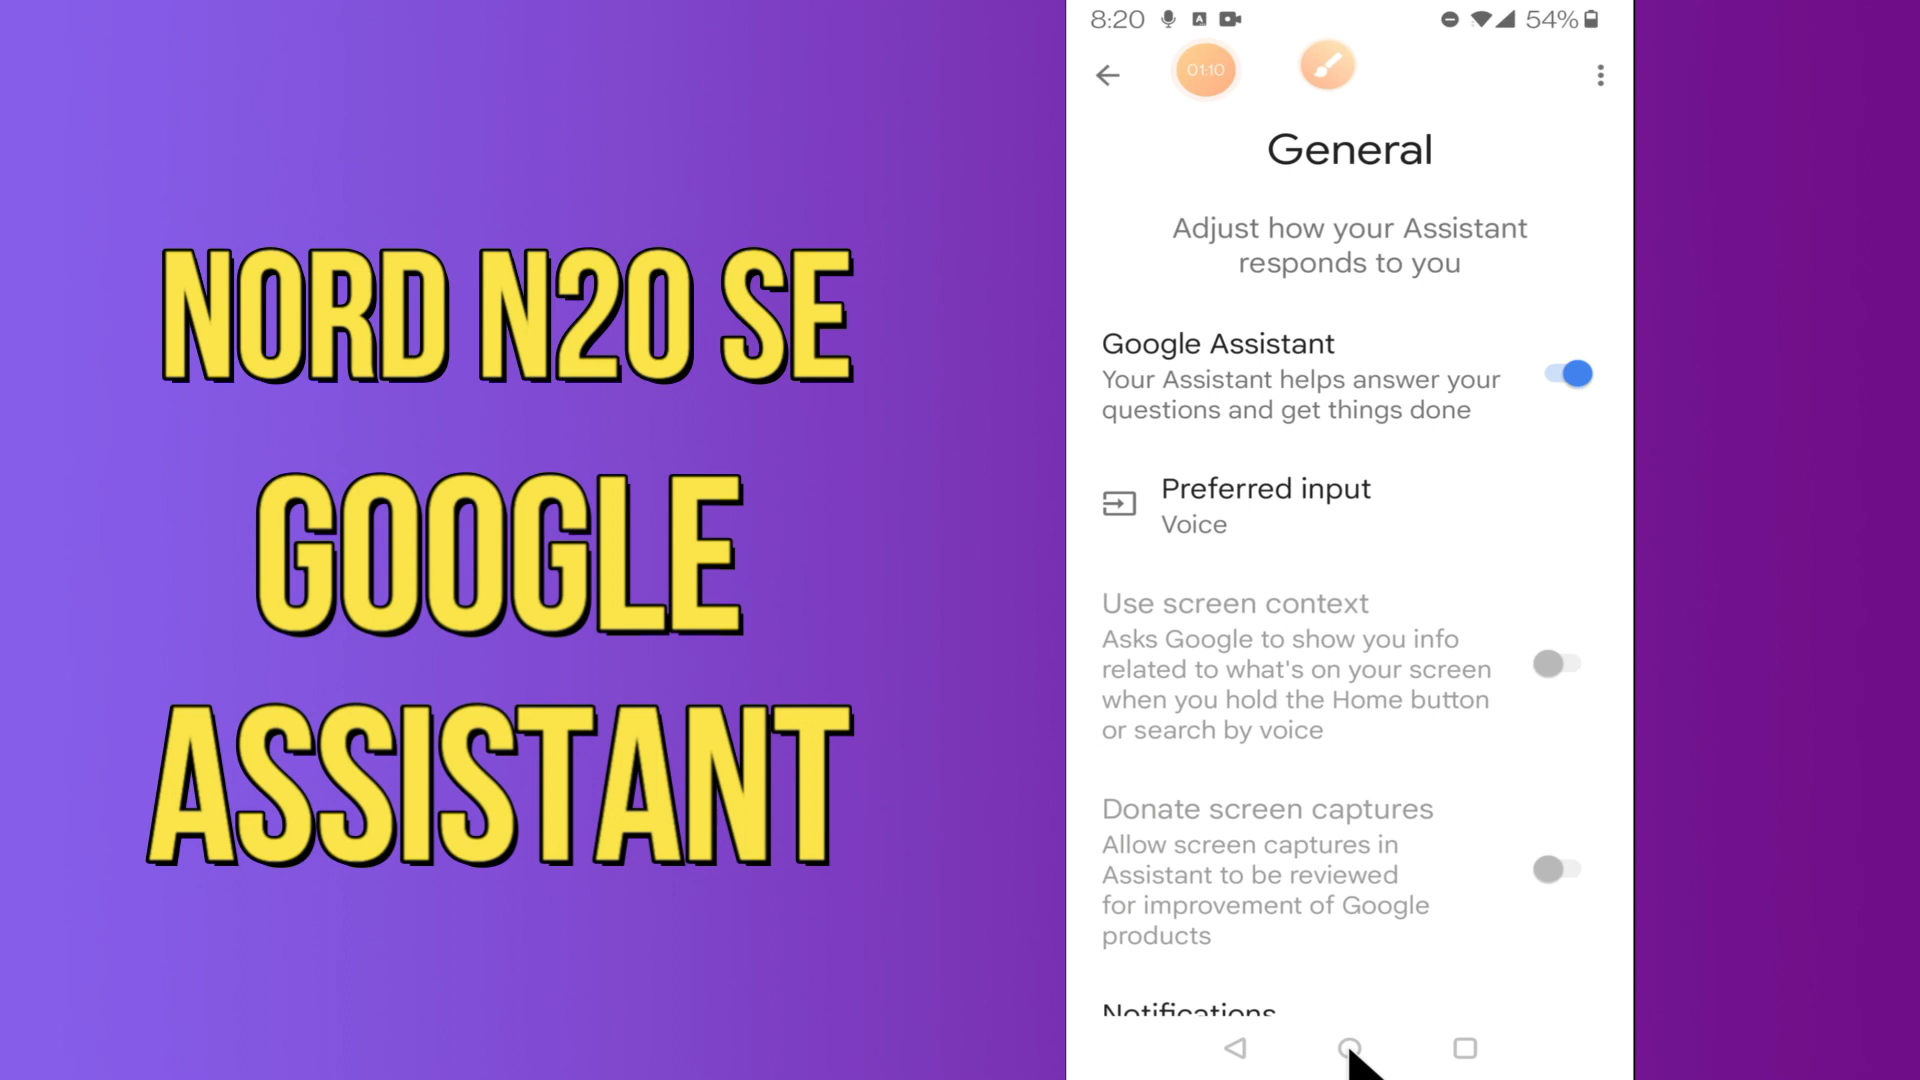 NORD N20 SE
GOOGLE
ASSISTANT
8:20
A
54%
01:10
General
Adjust how your Assistant
responds to you
Google Assistant
Your Assistant helps answer your
questions and get things done
Preferred input
Voice
Use screen context
Asks Google to show you info
related to what's on your screen
when you hold the Home button
or search by voice
Donate screen captures
Allow screen captures in
Assistant to be reviewed
for improvement of Google
products
Notifications